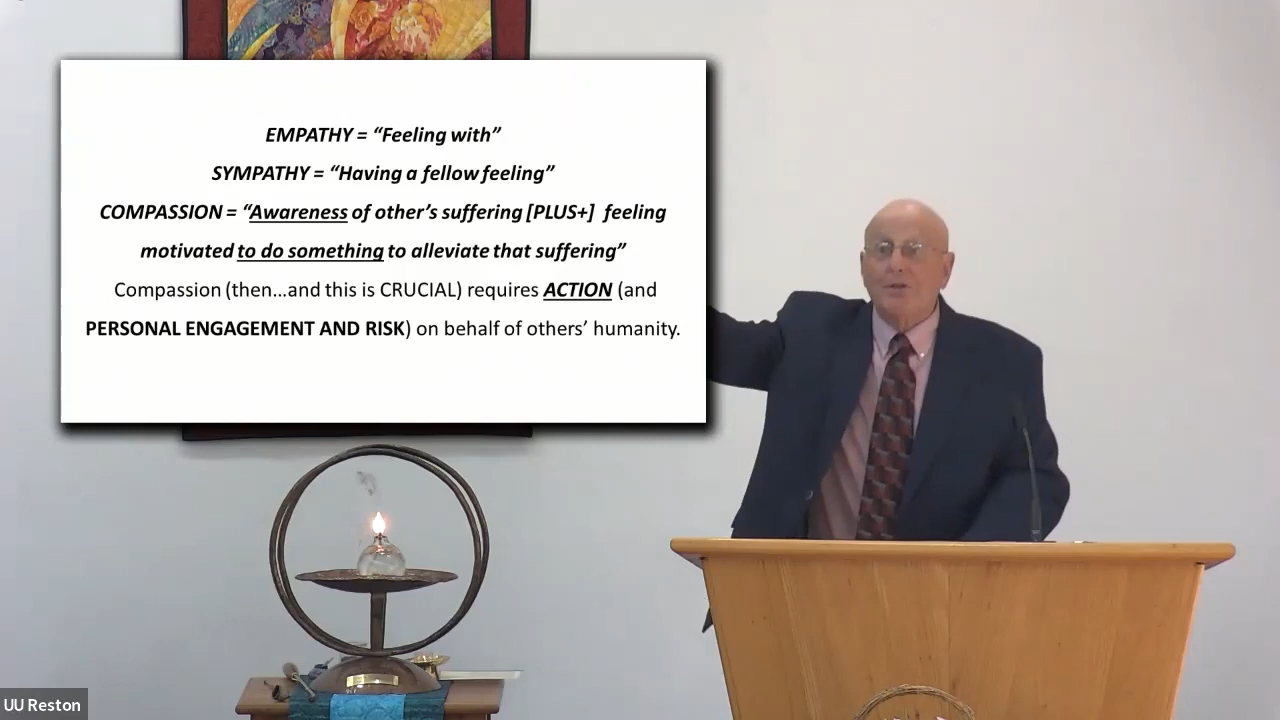 EMPATHY = “Feeling with”
SYMPATHY = “Having a fellow feeling”
COMPASSION = “Awareness of other’s suffering [PLUS+] feeling
motivated to do something to alleviate that suffering”
Compassion (then...and this is CRUCIAL) requires ACTION (and
PERSONAL ENGAGEMENT AND RISK) on behalf of others’ humanity.
UU Reston